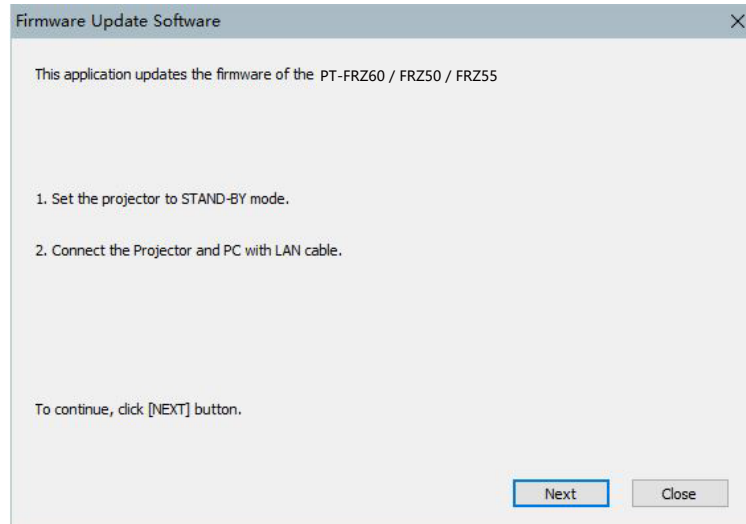 Firmware Update Software
This application updates the firmware of the PT-FRZ60 / FRZ50 / FRZ55
1. Set the projector to STAND-BY mode.
2. Connect the Projector and PC with LAN cable.
To continue, click [NEXT] button.
Next
Close